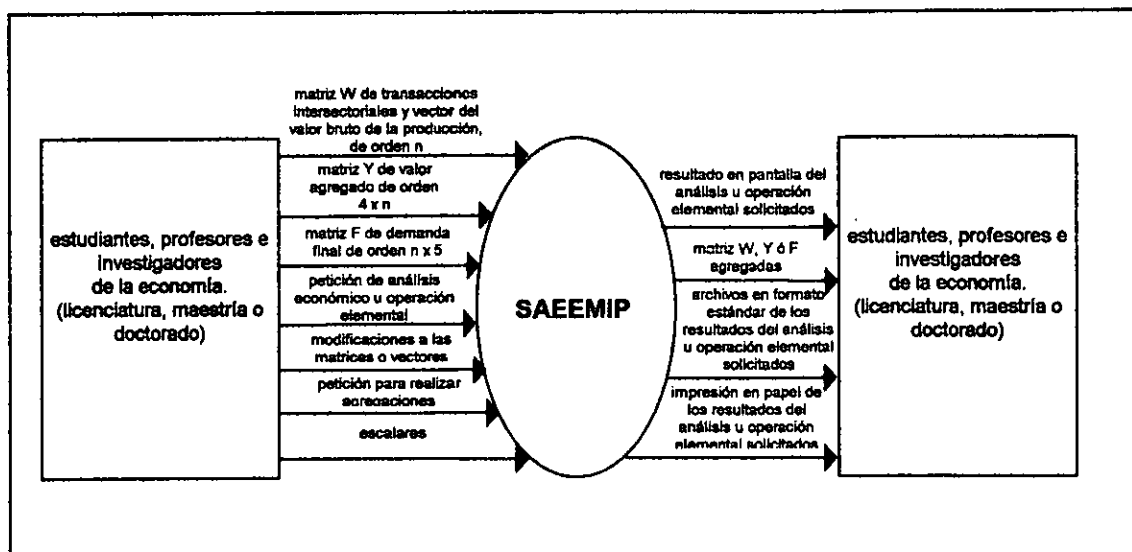 estudiantes, profesores e
investigadores
de la economía.
(licenciatura, maestría o
doctorado)
matriz W de transacciones
intersectoriales y vector del
valor bruto de la producción,
de orden n
matriz Y de valor
agregado de orden
4 x n
matriz F de demanda
final de orden n x 5
petición de análisis
económico u operación
elemental
modificaciones a las
matrices o vectores
petición para realizar
agregaciones
escalares
SAEEMIP
resultado en pantalla del
análisis u operación
elemental solicitados
matriz W, Y ó F
agregadas
archivos en formato
estándar de los
resultados del análisis
u operación elemental
solicitados
impresión en papel de
los resultados del
análisis u operación
elemental solicitados
estudiantes, profesores e
investigadores
de la economía.
(licenciatura, maestría o
doctorado)